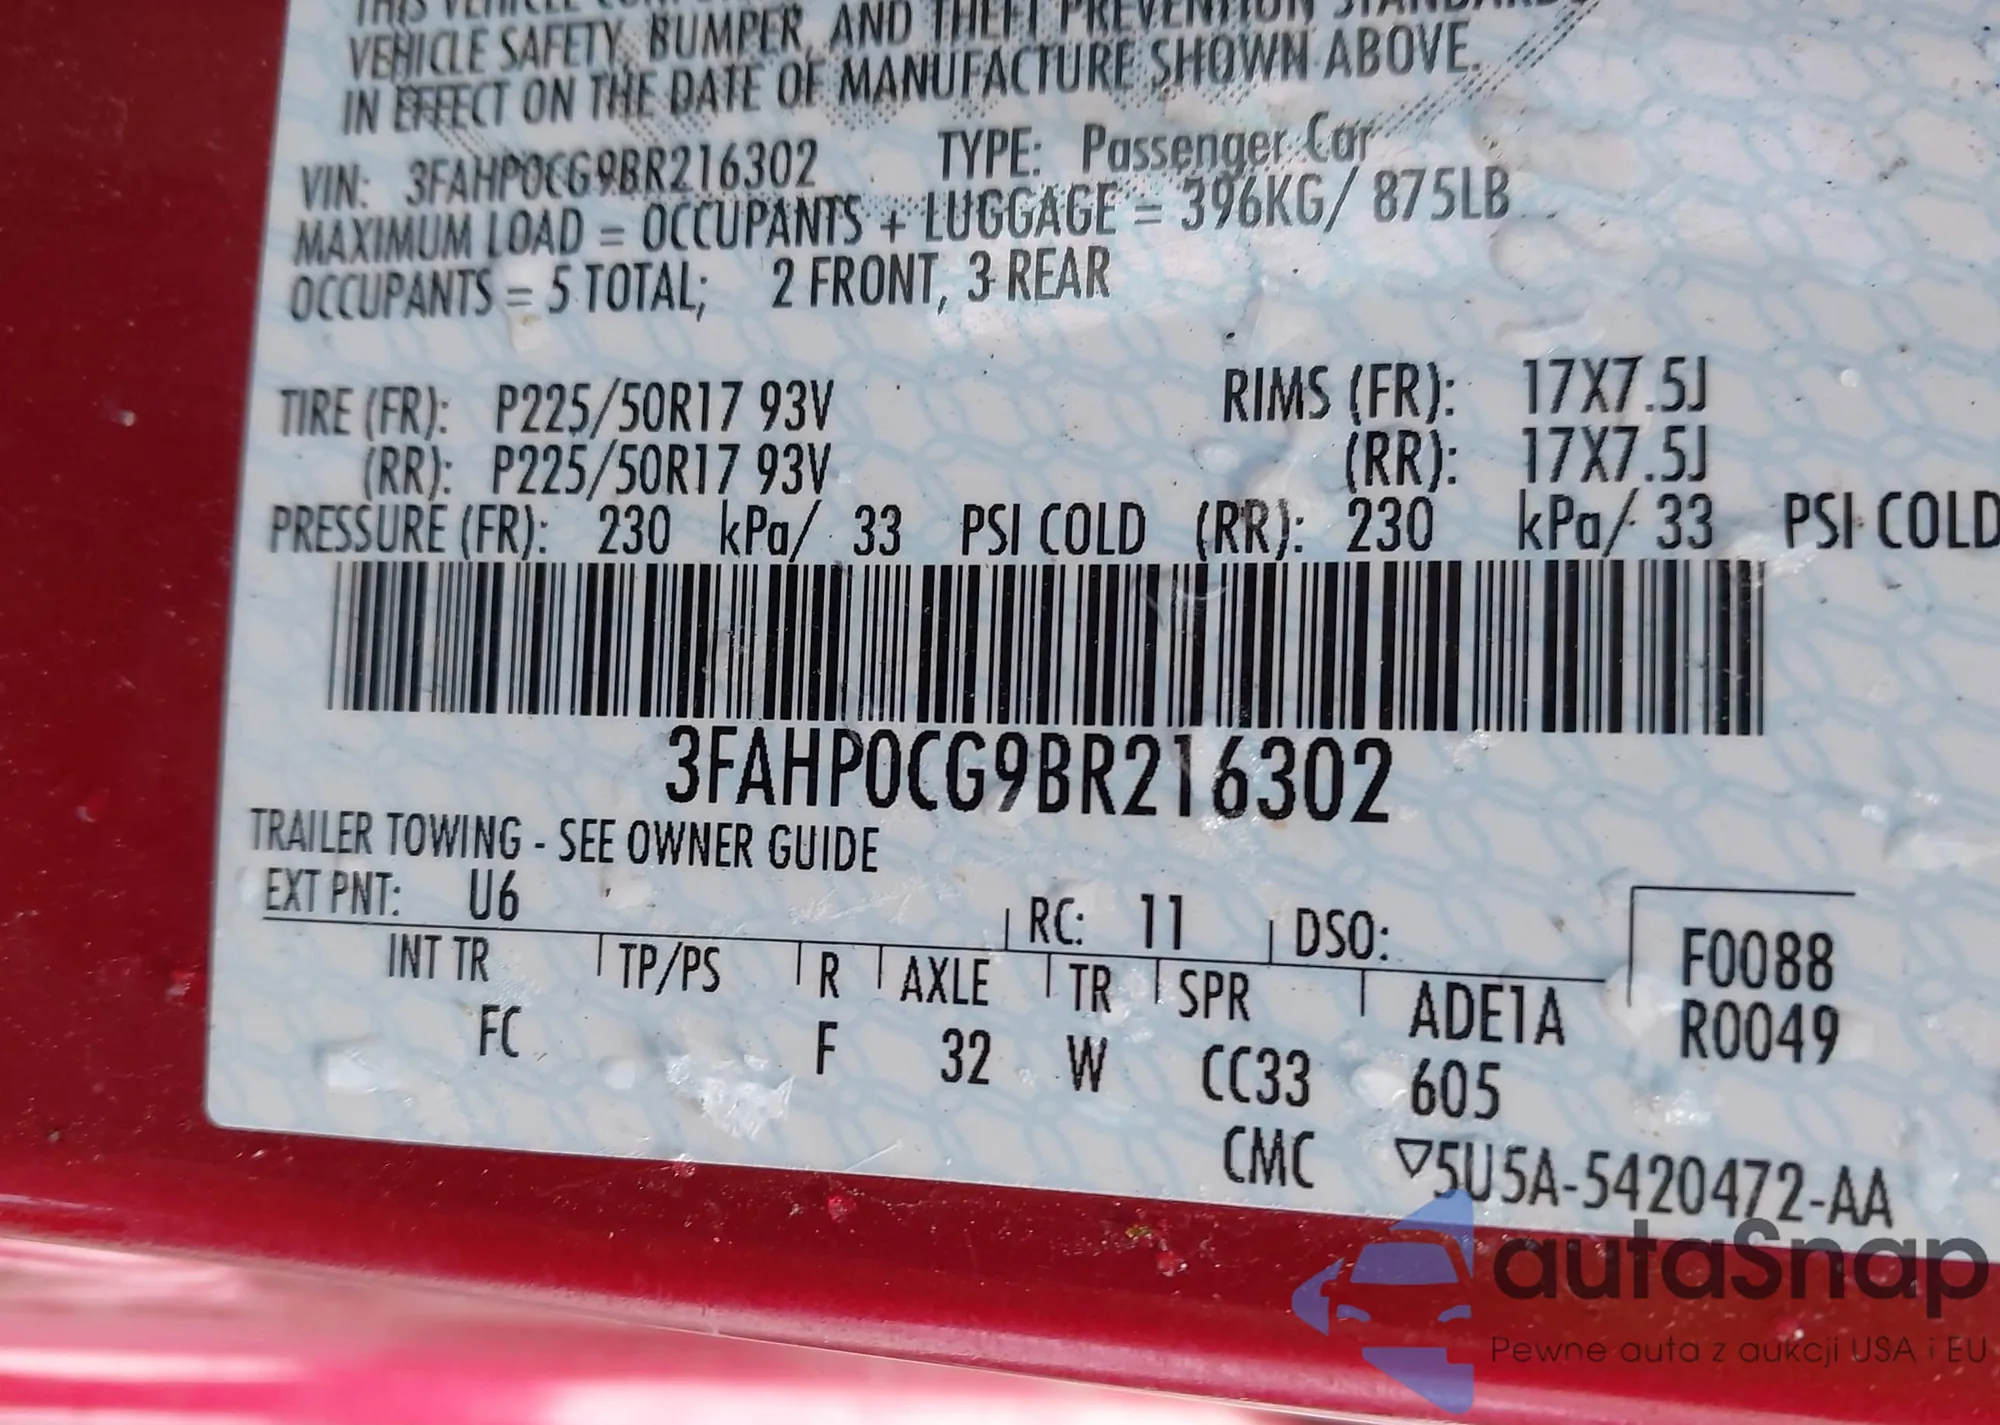 THIS VEHICLE
PREVENTION STANDARD
VEHICLE SAFETY, BUMPER, AND THEFT
IN EFFECT ON THE DATE OF MANUFACTURE SHOWN ABOVE.
VIN: 3FAHP0CG9BR216302 TYPE: Passenger Car
MAXIMUM LOAD = OCCUPANTS + LUGGAGE = 396KG/ 875LB
OCCUPANTS = 5 TOTAL; 2 FRONT, 3 REAR
TIRE (FR): P225/50R17 93V RIMS (FR): 17X7.5J
(RR): P225/50R17 93V (RR): 17X7.5J
PRESSURE (FR): 230 kPa/ 33 PSI COLD (RR): 230 kPa/ 33 PSI COLD
3FAHP0CG9BR216302
TRAILER TOWING - SEE OWNER GUIDE
EXT PNT: U6 RC: 11 DSO: F0088
INT TR TP/PS R AXLE TR SPR ADE1A R0049
FC F 32 W CC33 605
CMC ▽5U5A-5420472-AA
autaSnap
Pewne auta z aukcji USA i EU